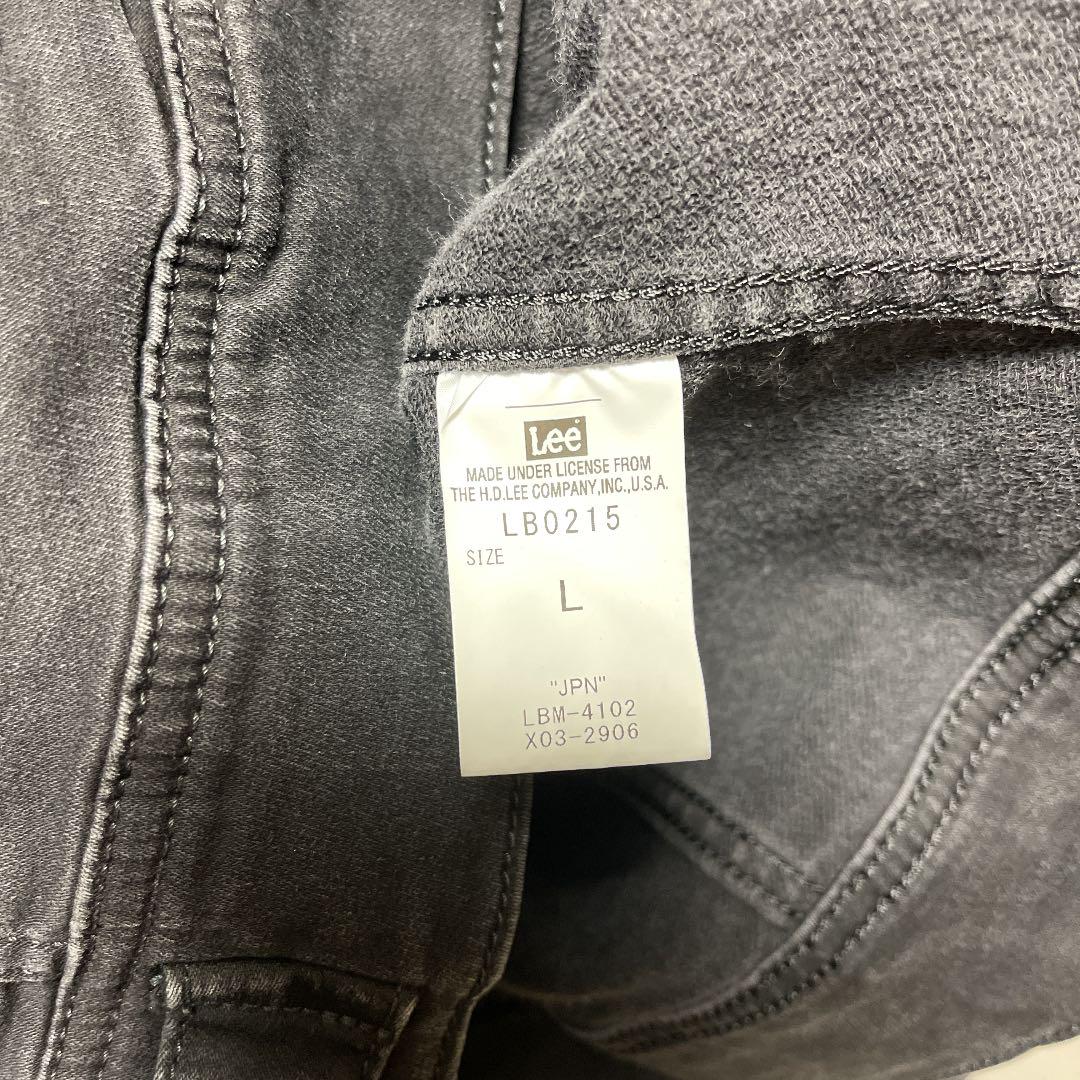 Lee
MADE UNDER LICENSE FROM
THE H.D.LEE COMPANY,INC.,U.S.A.
LB0215
SIZE
L
"JPN"
LBM-4102
X03-2906